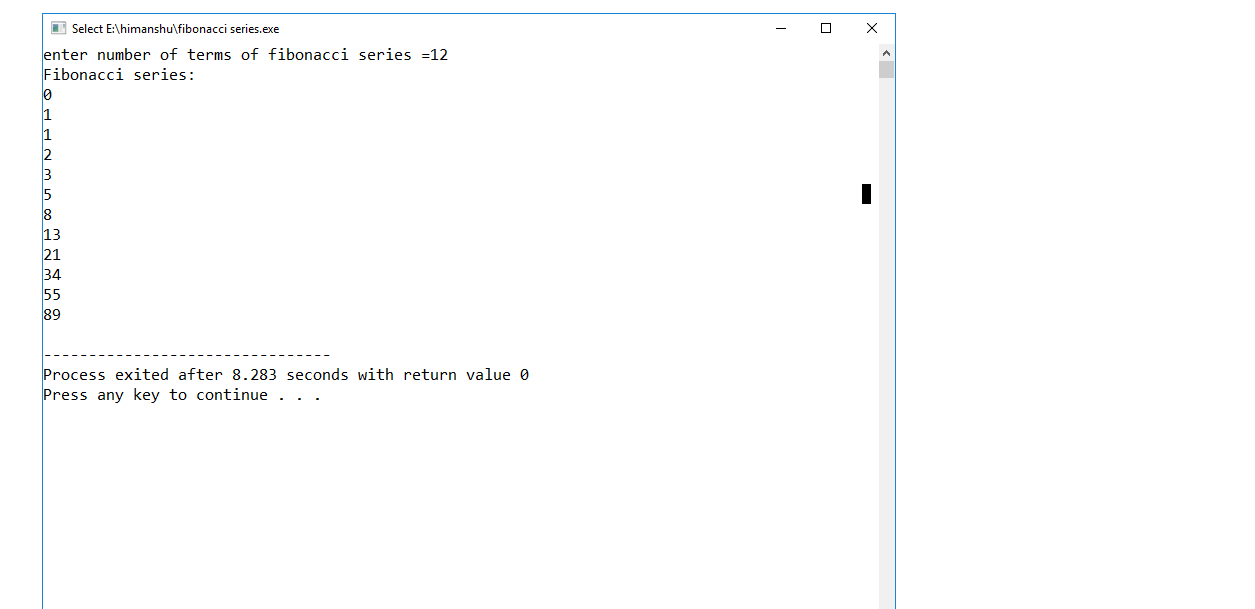 Select E:\himanshu\fibonacci series.exe
enter number of terms of fibonacci series =12
Fibonacci series:
0
1
1
2
3
5
8
13
21
34
55
89
--------------------------------
Process exited after 8.283 seconds with return value 0
Press any key to continue . . .